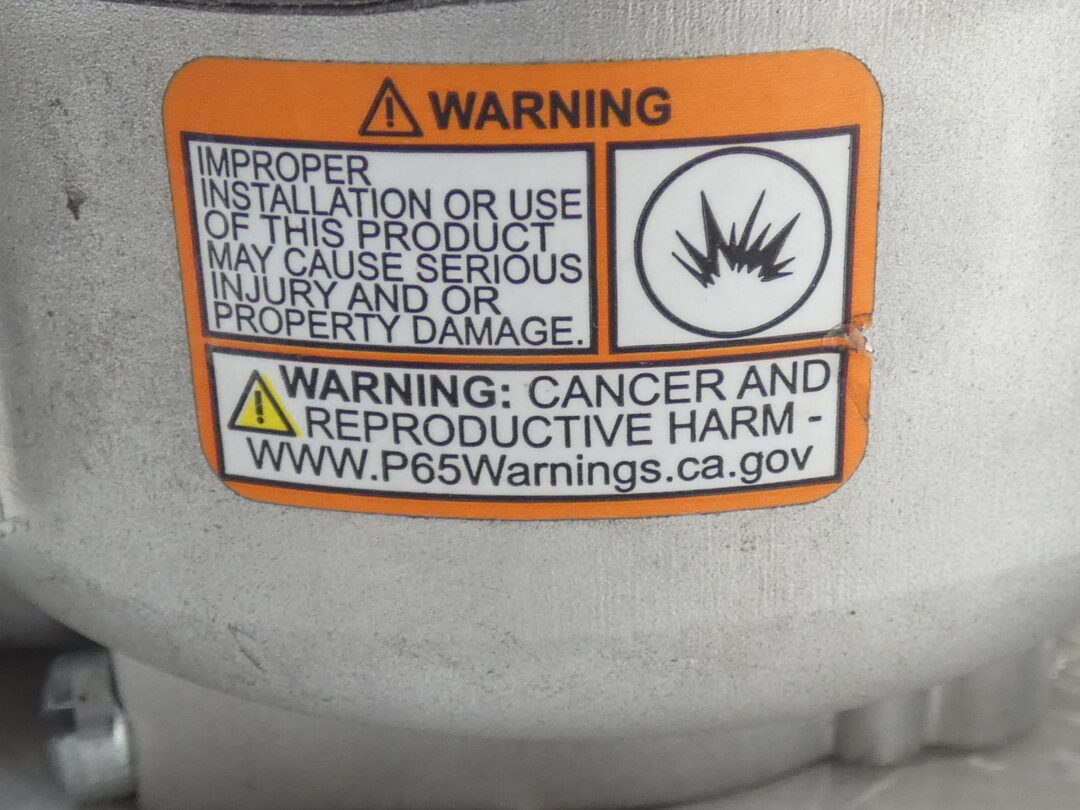 WARNING
IMPROPER
INSTALLATION OR USE
OF THIS PRODUCT
MAY CAUSE SERIOUS
INJURY AND OR
PROPERTY DAMAGE.
WARNING: CANCER AND
REPRODUCTIVE HARM -
WWW.P65Warnings.ca.gov